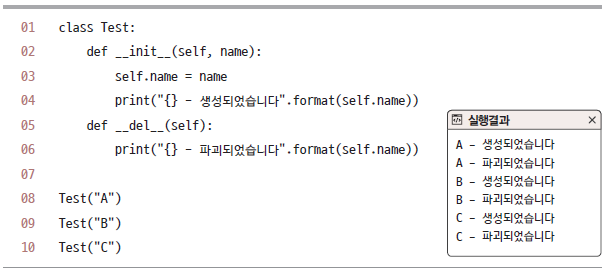 01 class Test:
02     def __init__(self, name):
03         self.name = name
04         print("{} - 생성되었습니다".format(self.name))
05     def __del__(self):
06         print("{} - 파괴되었습니다".format(self.name))
07
08 Test("A")
09 Test("B")
10 Test("C")
실행결과 ×
A - 생성되었습니다
A - 파괴되었습니다
B - 생성되었습니다
B - 파괴되었습니다
C - 생성되었습니다
C - 파괴되었습니다